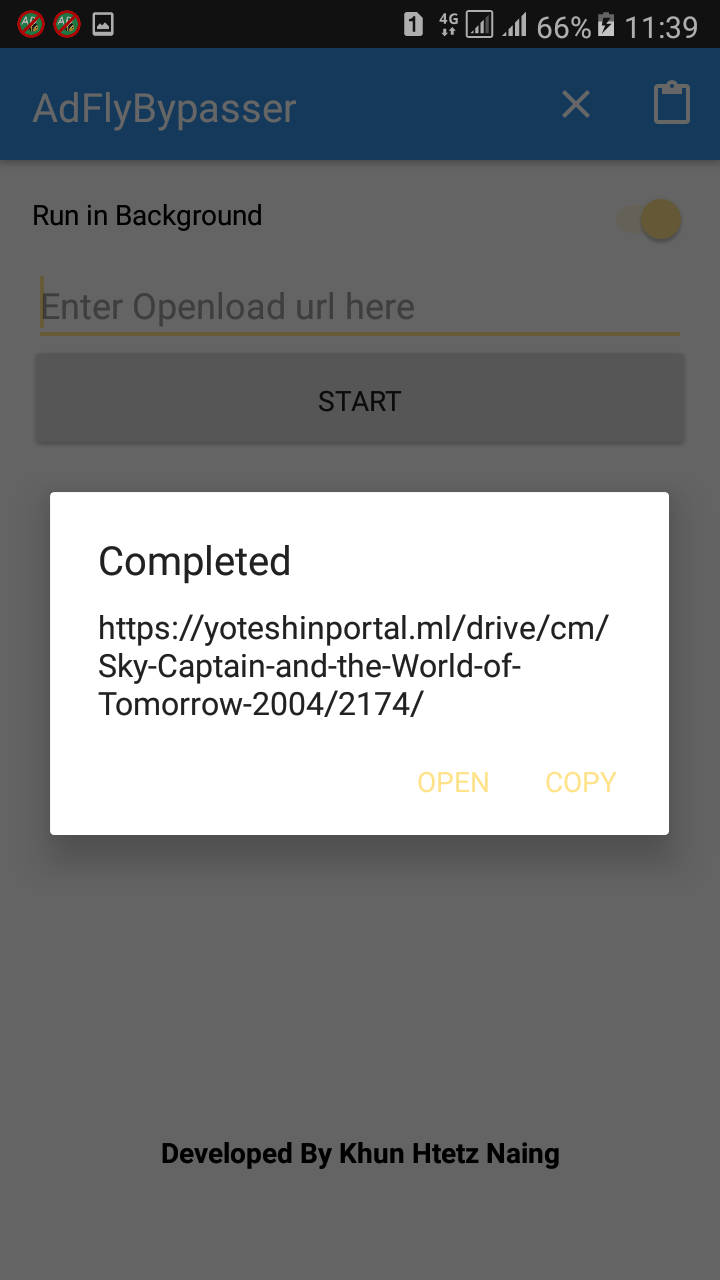 1 4G 66% 11:39
AdFlyBypasser
Run in Background
Enter Openload url here
START
Completed
https://yoteshinportal.ml/drive/cm/
Sky-Captain-and-the-World-of-
Tomorrow-2004/2174/
OPEN COPY
Developed By Khun Htetz Naing